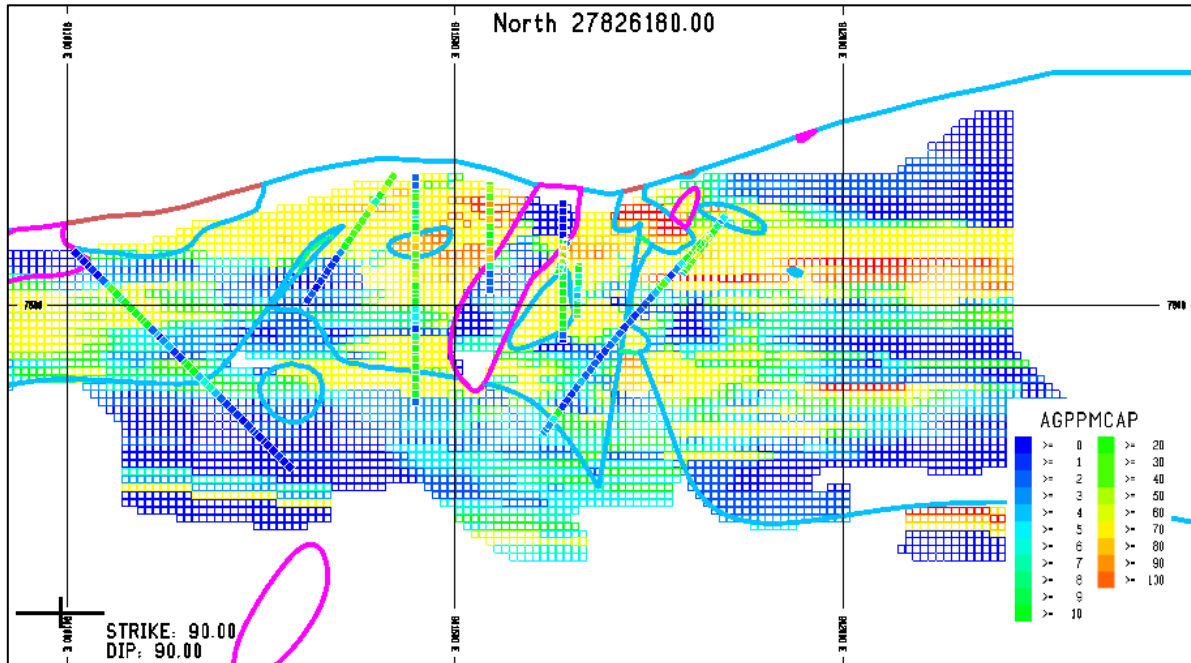 North 27826180.00
AGPPMCAP
>= 0 >= 20
>= 1 >= 30
>= 2 >= 40
>= 3 >= 50
>= 4 >= 60
>= 5 >= 70
>= 6 >= 80
>= 7 >= 90
>= 8 >= 100
>= 9
>= 10
STRIKE: 90.00
DIP: 90.00